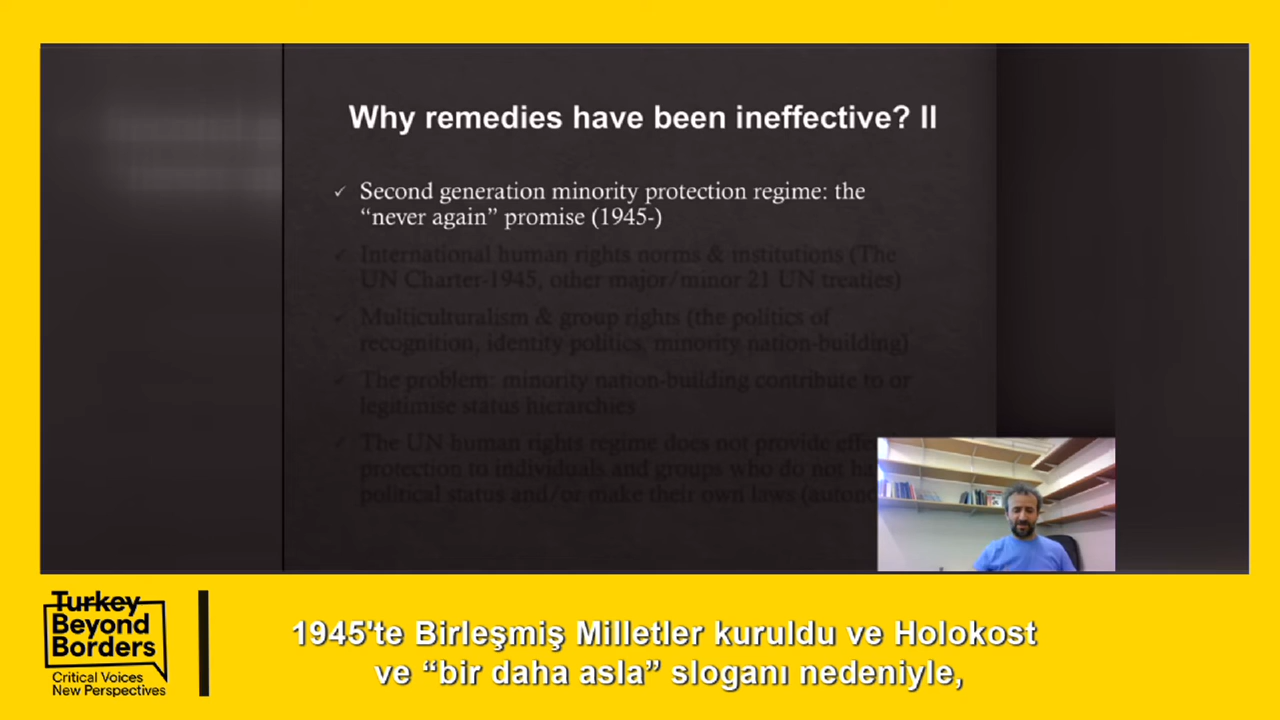 Why remedies have been ineffective? II
✓ Second generation minority protection regime: the
“never again” promise (1945-)
✓ International human rights norms & institutions (The
UN Charter-1945, other major/minor 21 UN treaties)
✓ Multiculturalism & group rights (the politics of
recognition, identity politics, minority nation-building)
✓ The problem: minority nation-building contribute to or
legitimise status hierarchies
✓ The UN human rights regime does not provide
protection to individuals and groups who do not
political status and/or make their own laws
Turkey
Beyond
Borders
Critical Voices
New Perspectives
1945'te Birleşmiş Milletler kuruldu ve Holokost
ve “bir daha asla” sloganı nedeniyle,